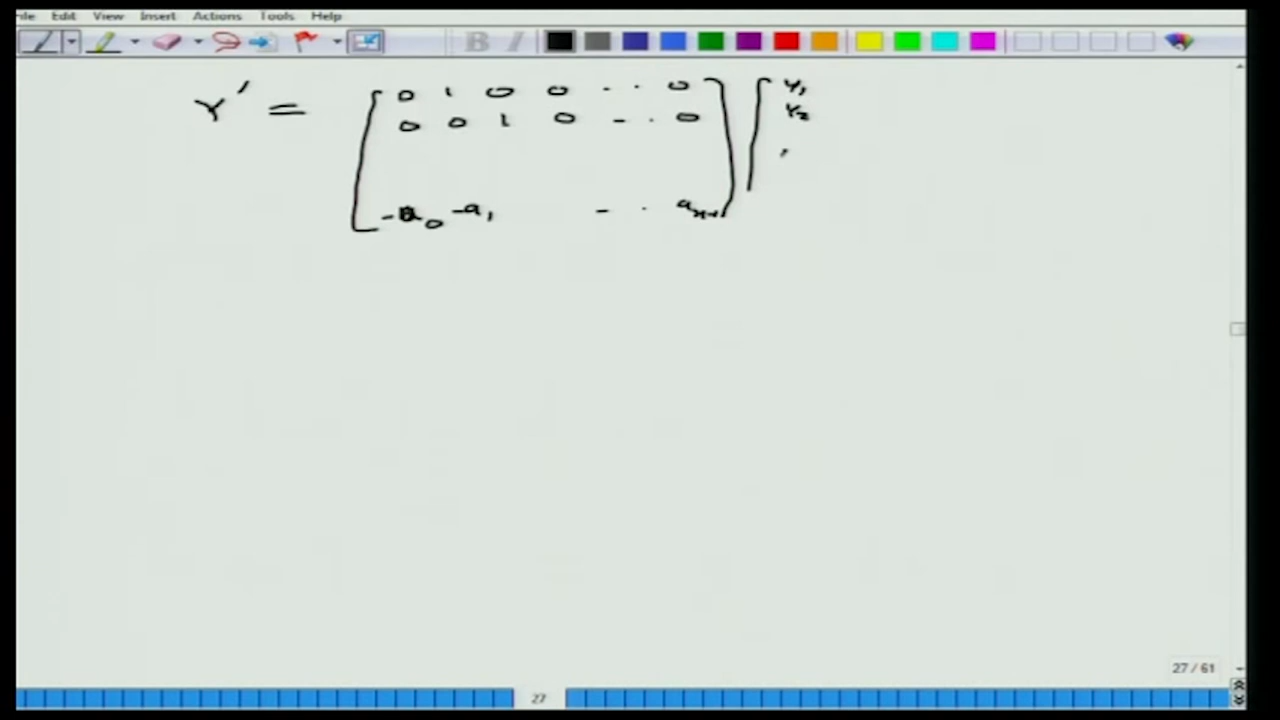 File Edit View Insert Actions Tools Help
B I
Y' = [ 0 1 0 0 . . 0 ] [ Y1
0 0 1 0 - . 0 Y2
-a0 -a1 - . an-1
27 / 61
27